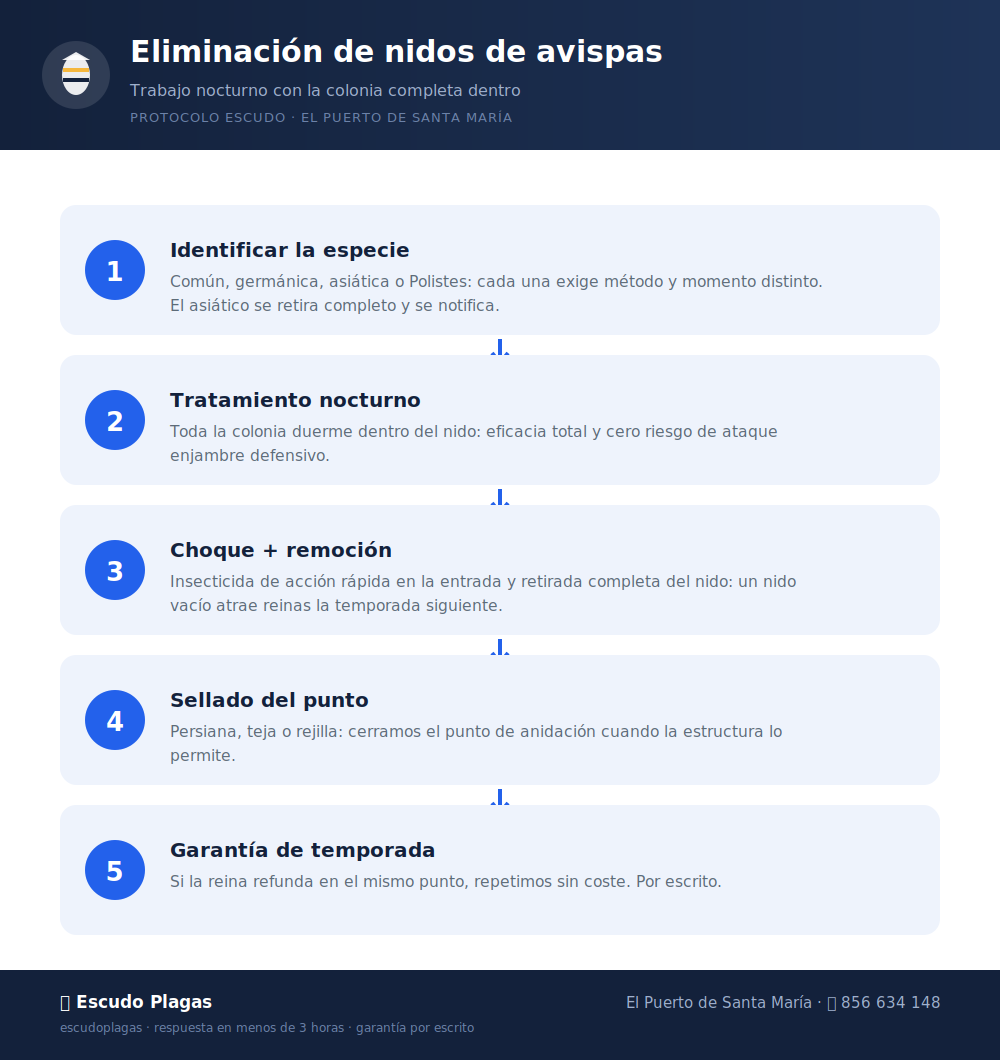 Eliminación de nidos de avispas
Trabajo nocturno con la colonia completa dentro
PROTOCOLO ESCUDO · EL PUERTO DE SANTA MARÍA
1
Identificar la especie
Común, germánica, asiática o Polistes: cada una exige método y momento distinto.
El asiático se retira completo y se notifica.
2
Tratamiento nocturno
Toda la colonia duerme dentro del nido: eficacia total y cero riesgo de ataque
enjambre defensivo.
3
Choque + remoción
Insecticida de acción rápida en la entrada y retirada completa del nido: un nido
vacío atrae reinas la temporada siguiente.
4
Sellado del punto
Persiana, teja o rejilla: cerramos el punto de anidación cuando la estructura lo
permite.
5
Garantía de temporada
Si la reina refunda en el mismo punto, repetimos sin coste. Por escrito.
Escudo Plagas
El Puerto de Santa María · 856 634 148
escudoplagas · respuesta en menos de 3 horas · garantía por escrito